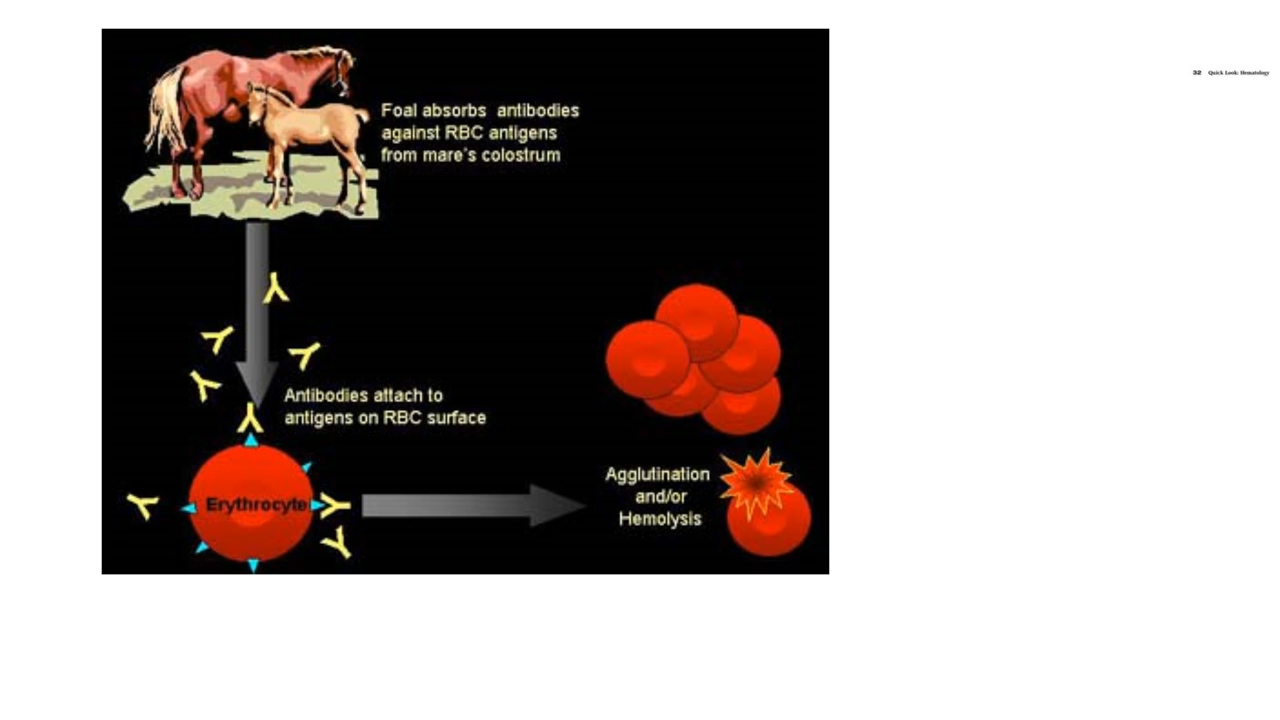 32 Quick Look: Hematology
Foal absorbs antibodies
against RBC antigens
from mare's colostrum
Antibodies attach to
antigens on RBC surface
Erythrocyte
Agglutination
and/or
Hemolysis